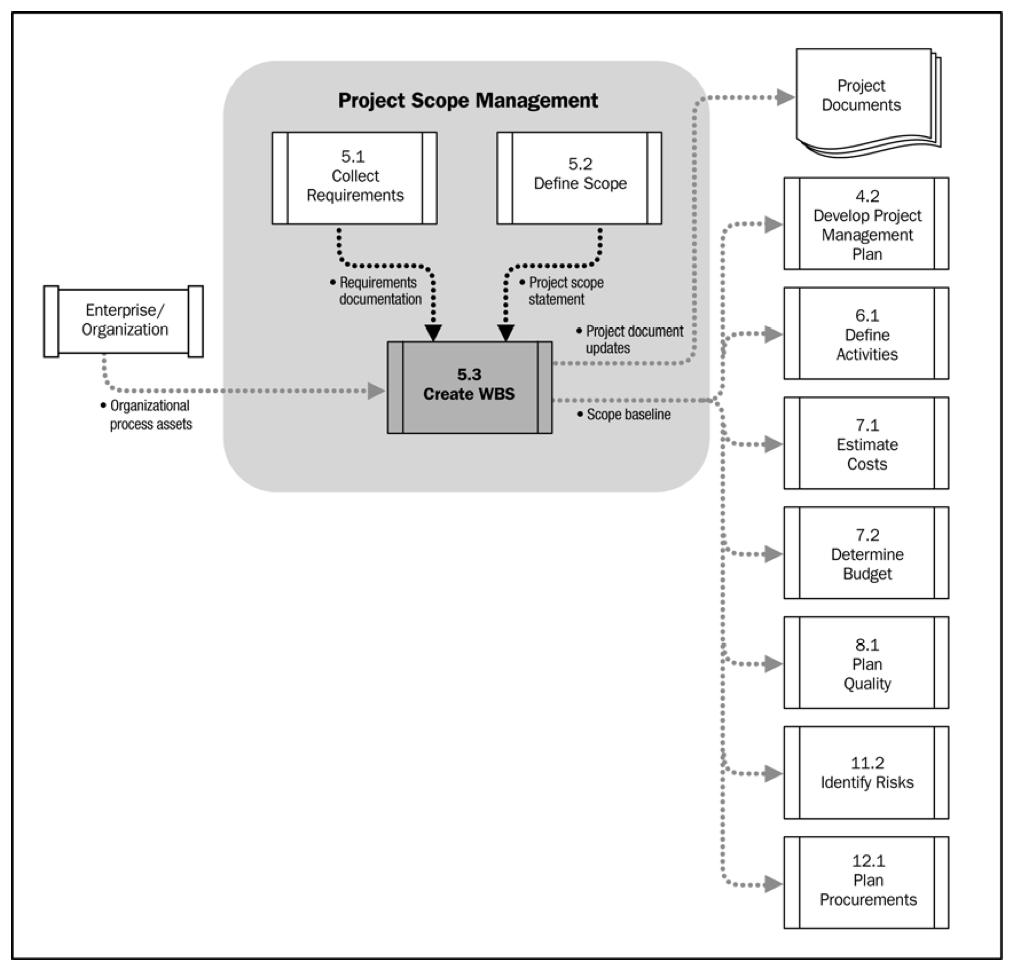 Project Scope Management
5.1
Collect
Requirements
5.2
Define Scope
• Requirements
documentation
• Project scope
statement
Enterprise/
Organization
• Organizational
process assets
5.3
Create WBS
• Project document
updates
• Scope baseline
Project
Documents
4.2
Develop Project
Management
Plan
6.1
Define
Activities
7.1
Estimate
Costs
7.2
Determine
Budget
8.1
Plan
Quality
11.2
Identify Risks
12.1
Plan
Procurements